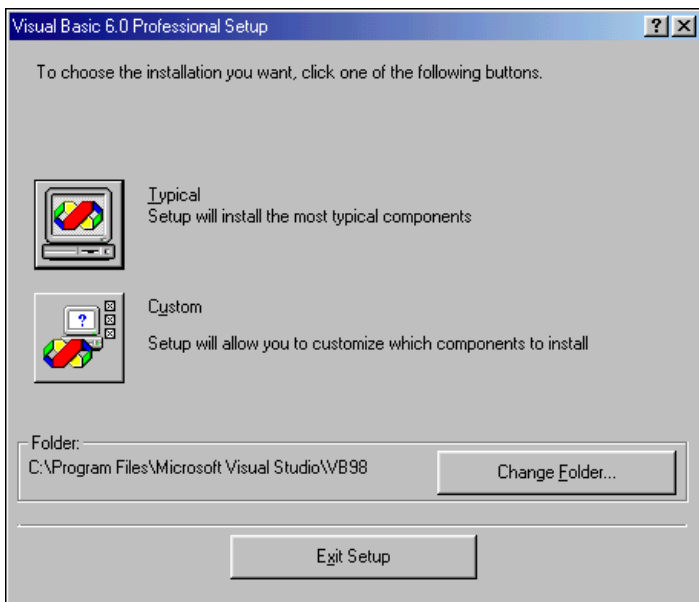 Visual Basic 6.0 Professional Setup
To choose the installation you want, click one of the following buttons.
Typical
Setup will install the most typical components
?
Custom
Setup will allow you to customize which components to install
Folder:
C:\Program Files\Microsoft Visual Studio\VB98
Change Folder...
Exit Setup